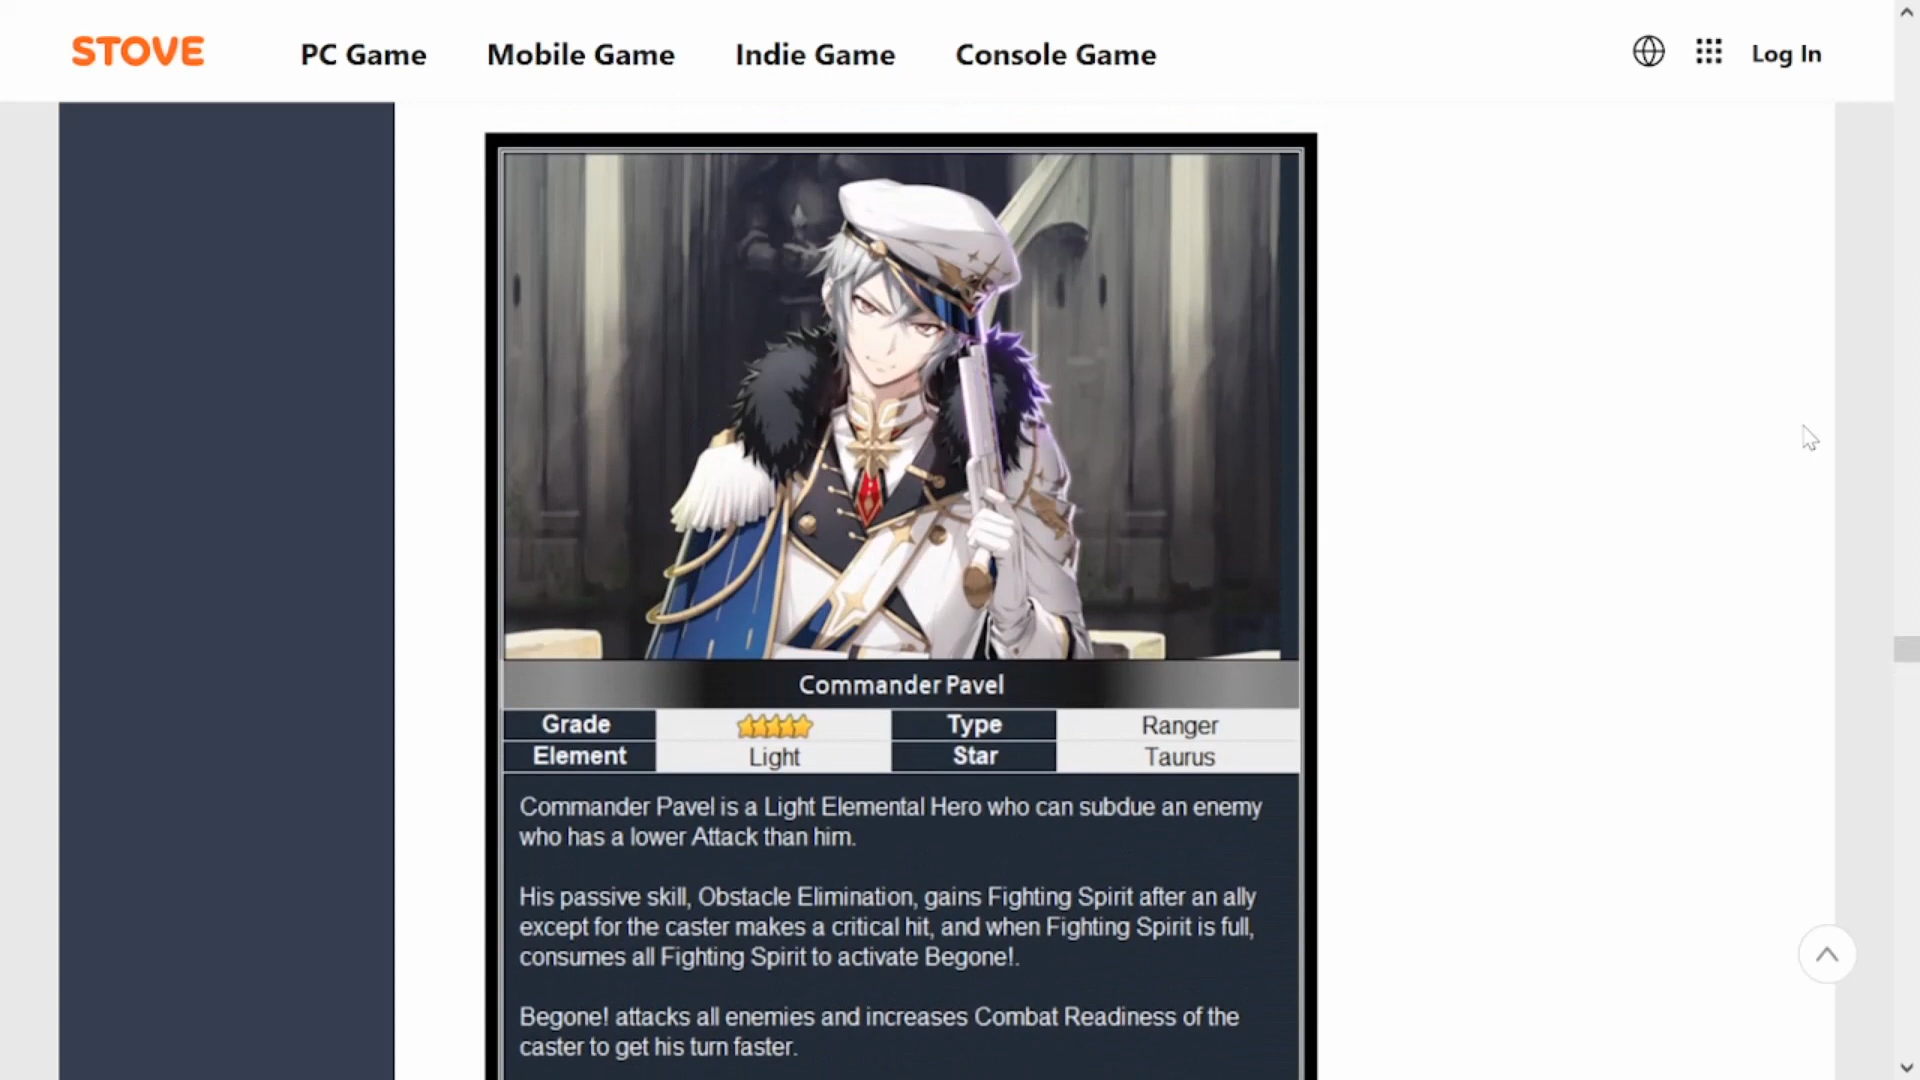 STOVE
PC Game
Mobile Game
Indie Game
Console Game
Log In
Commander Pavel
Grade
Type
Ranger
Element
Light
Star
Taurus
Commander Pavel is a Light Elemental Hero who can subdue an enemy
who has a lower Attack than him.
His passive skill, Obstacle Elimination, gains Fighting Spirit after an ally
except for the caster makes a critical hit, and when Fighting Spirit is full,
consumes all Fighting Spirit to activate Begone!.
Begone! attacks all enemies and increases Combat Readiness of the
caster to get his turn faster.